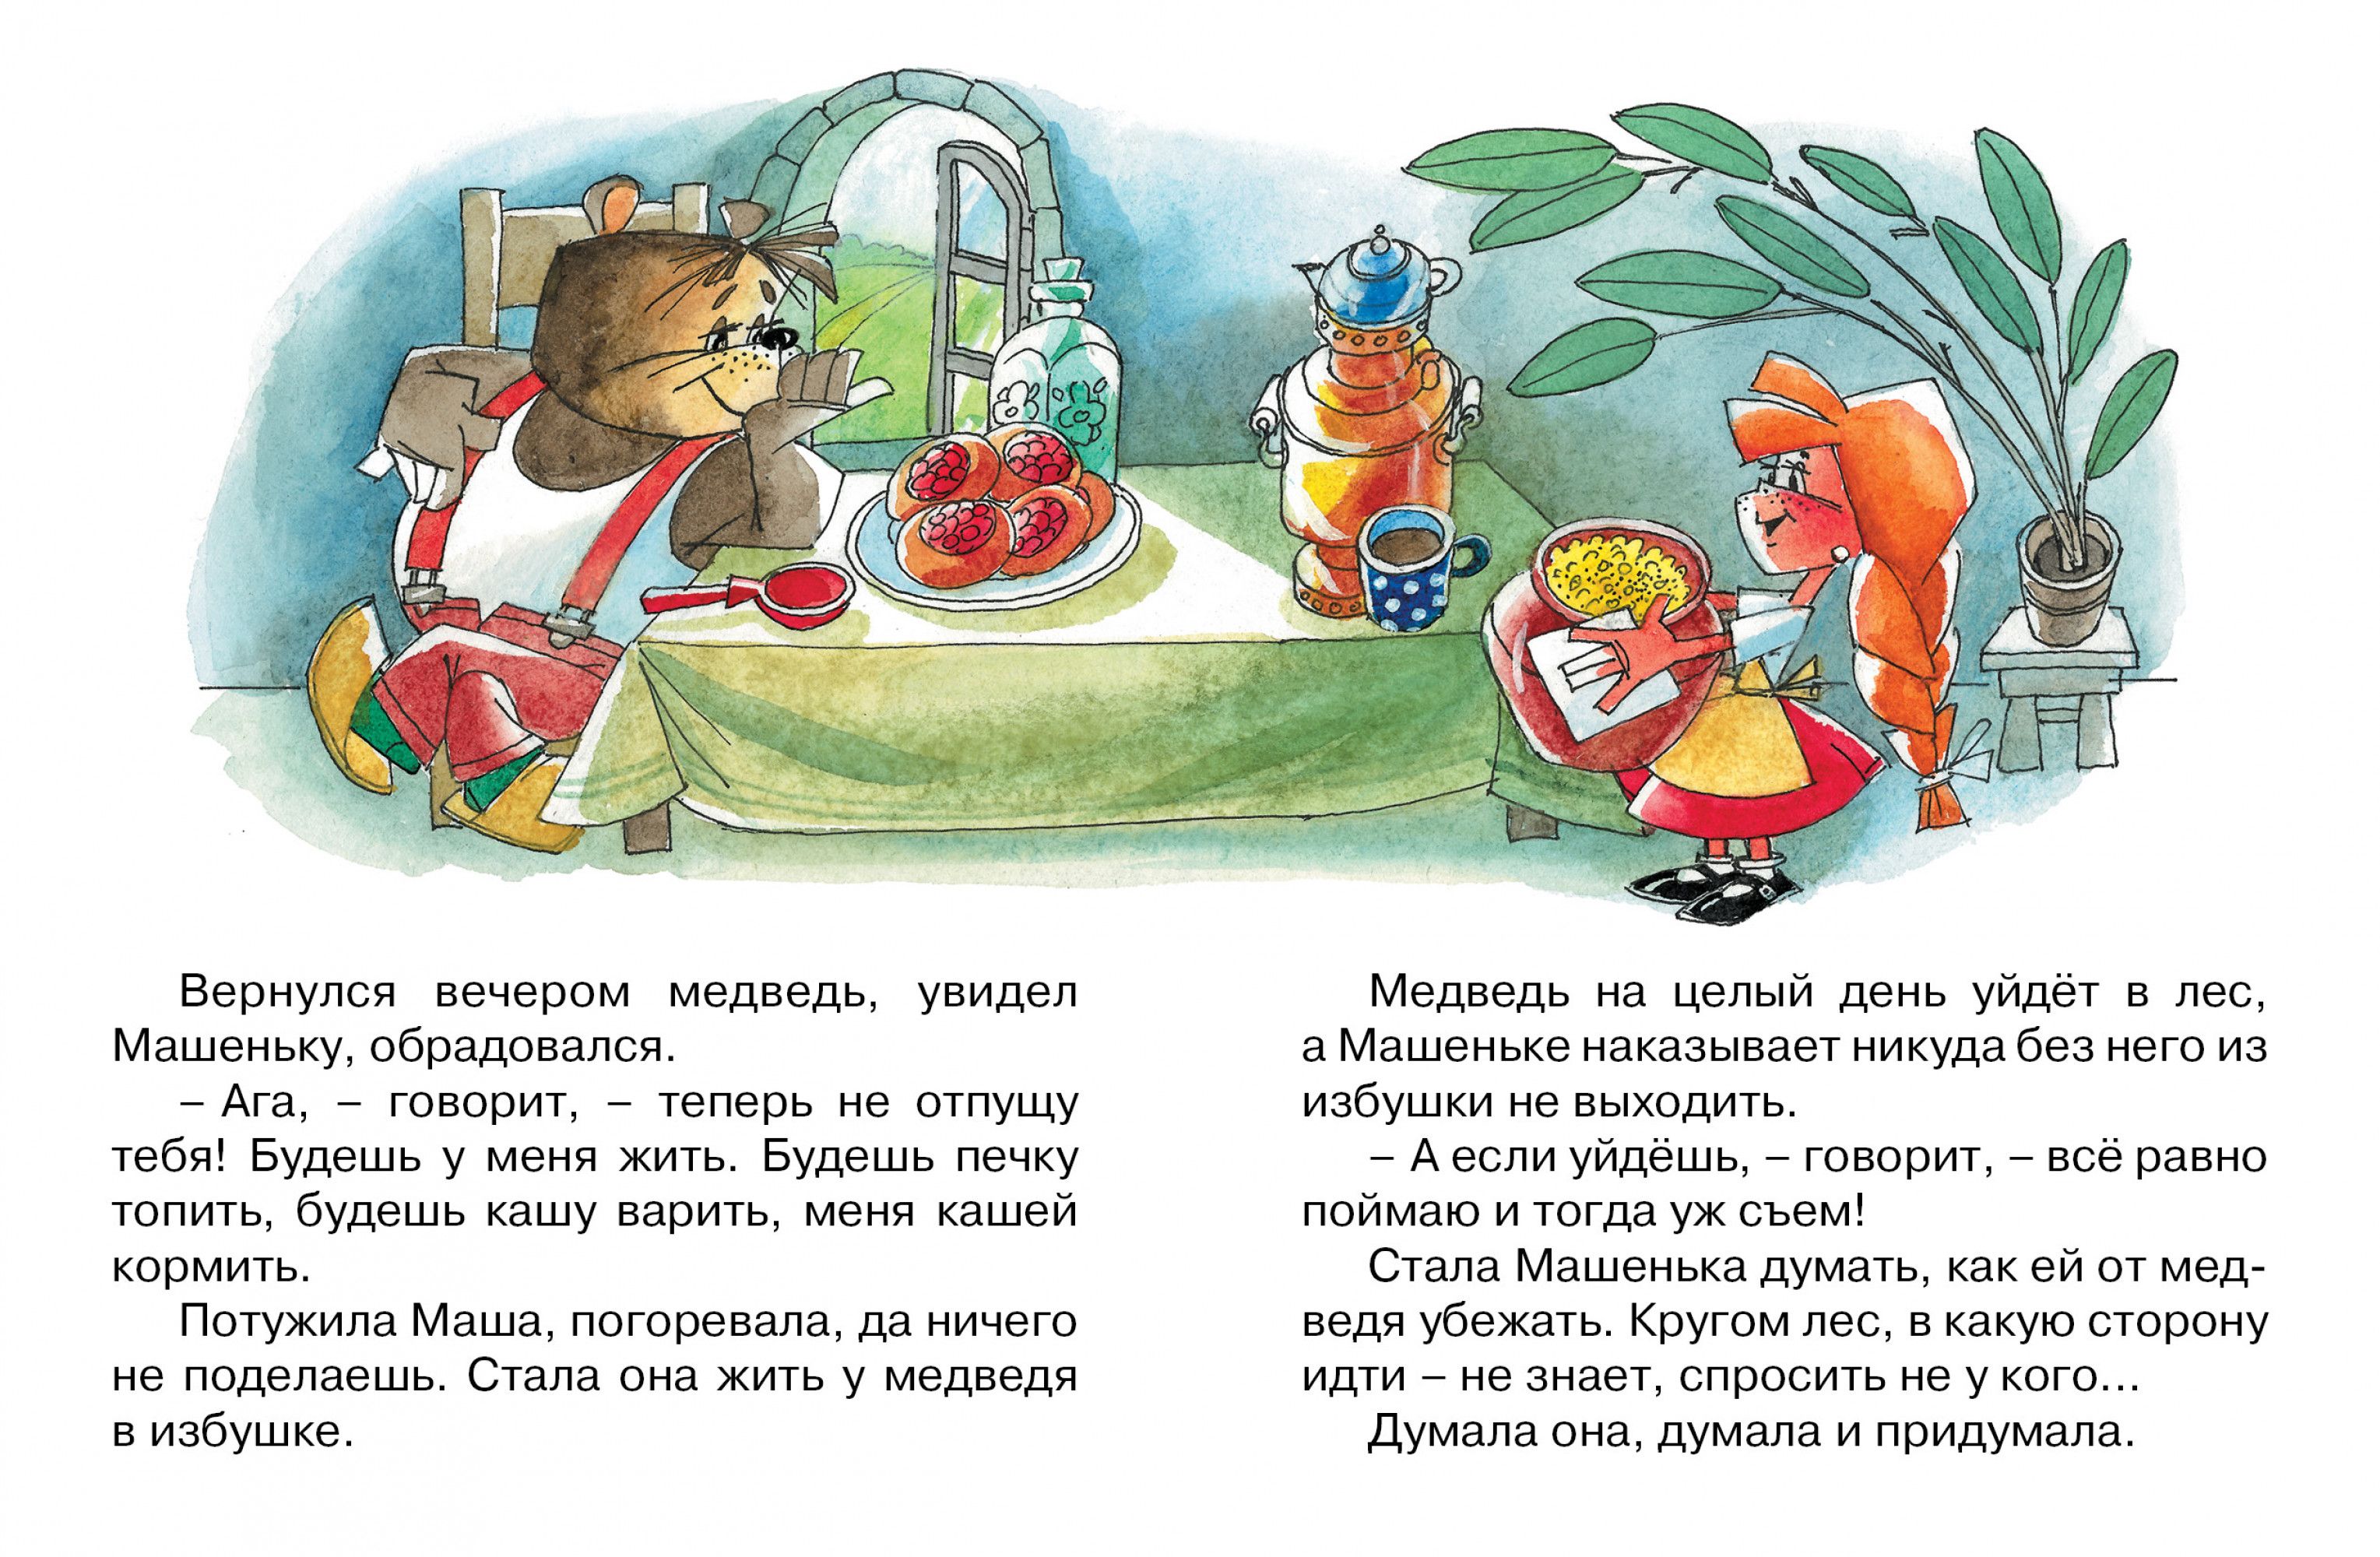 Вернулся вечером медведь, увидел
Машеньку, обрадовался.
– Ага, – говорит, – теперь не отпущу
тебя! Будешь у меня жить. Будешь печку
топить, будешь кашу варить, меня кашей
кормить.
Потужила Маша, погоревала, да ничего
не поделаешь. Стала она жить у медведя
в избушке.
Медведь на целый день уйдёт в лес,
а Машеньке наказывает никуда без него из
избушки не выходить.
– А если уйдёшь, – говорит, – всё равно
поймаю и тогда уж съем!
Стала Машенька думать, как ей от мед-
ведя убежать. Кругом лес, в какую сторону
идти – не знает, спросить не у кого...
Думала она, думала и придумала.